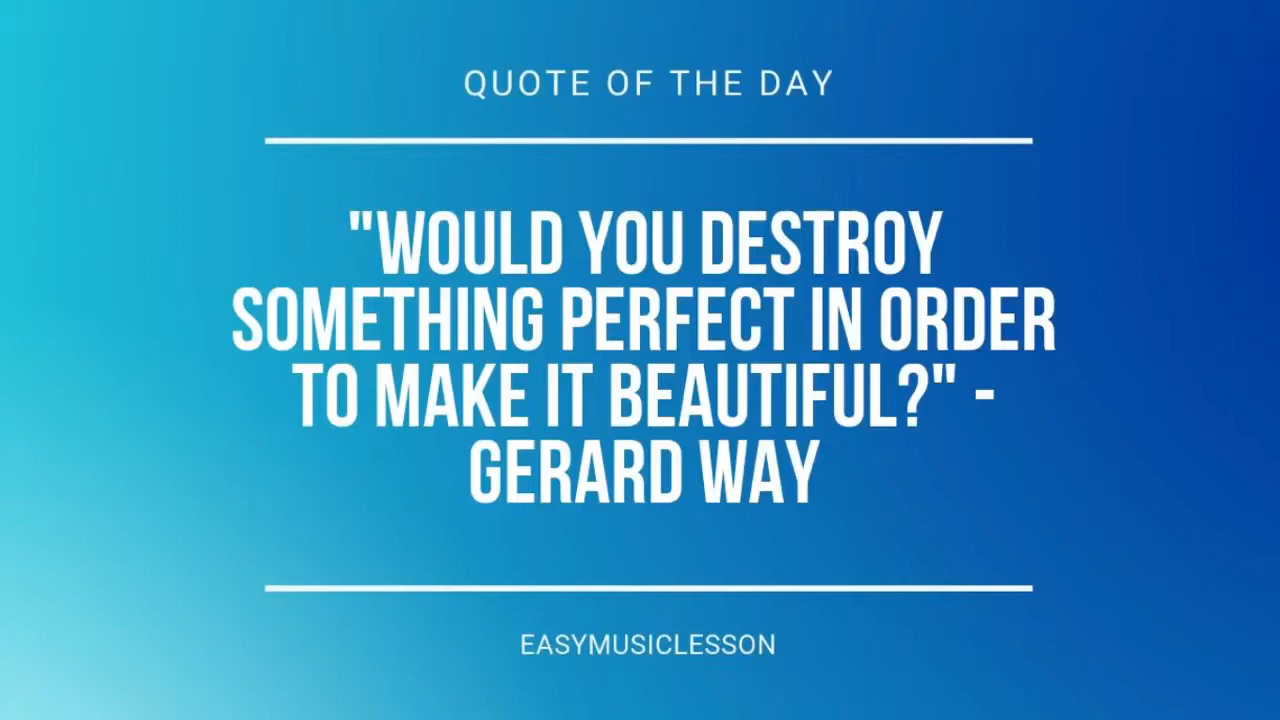 QUOTE OF THE DAY
"WOULD YOU DESTROY
SOMETHING PERFECT IN ORDER
TO MAKE IT BEAUTIFUL?" -
GERARD WAY
EASYMUSICLESSON